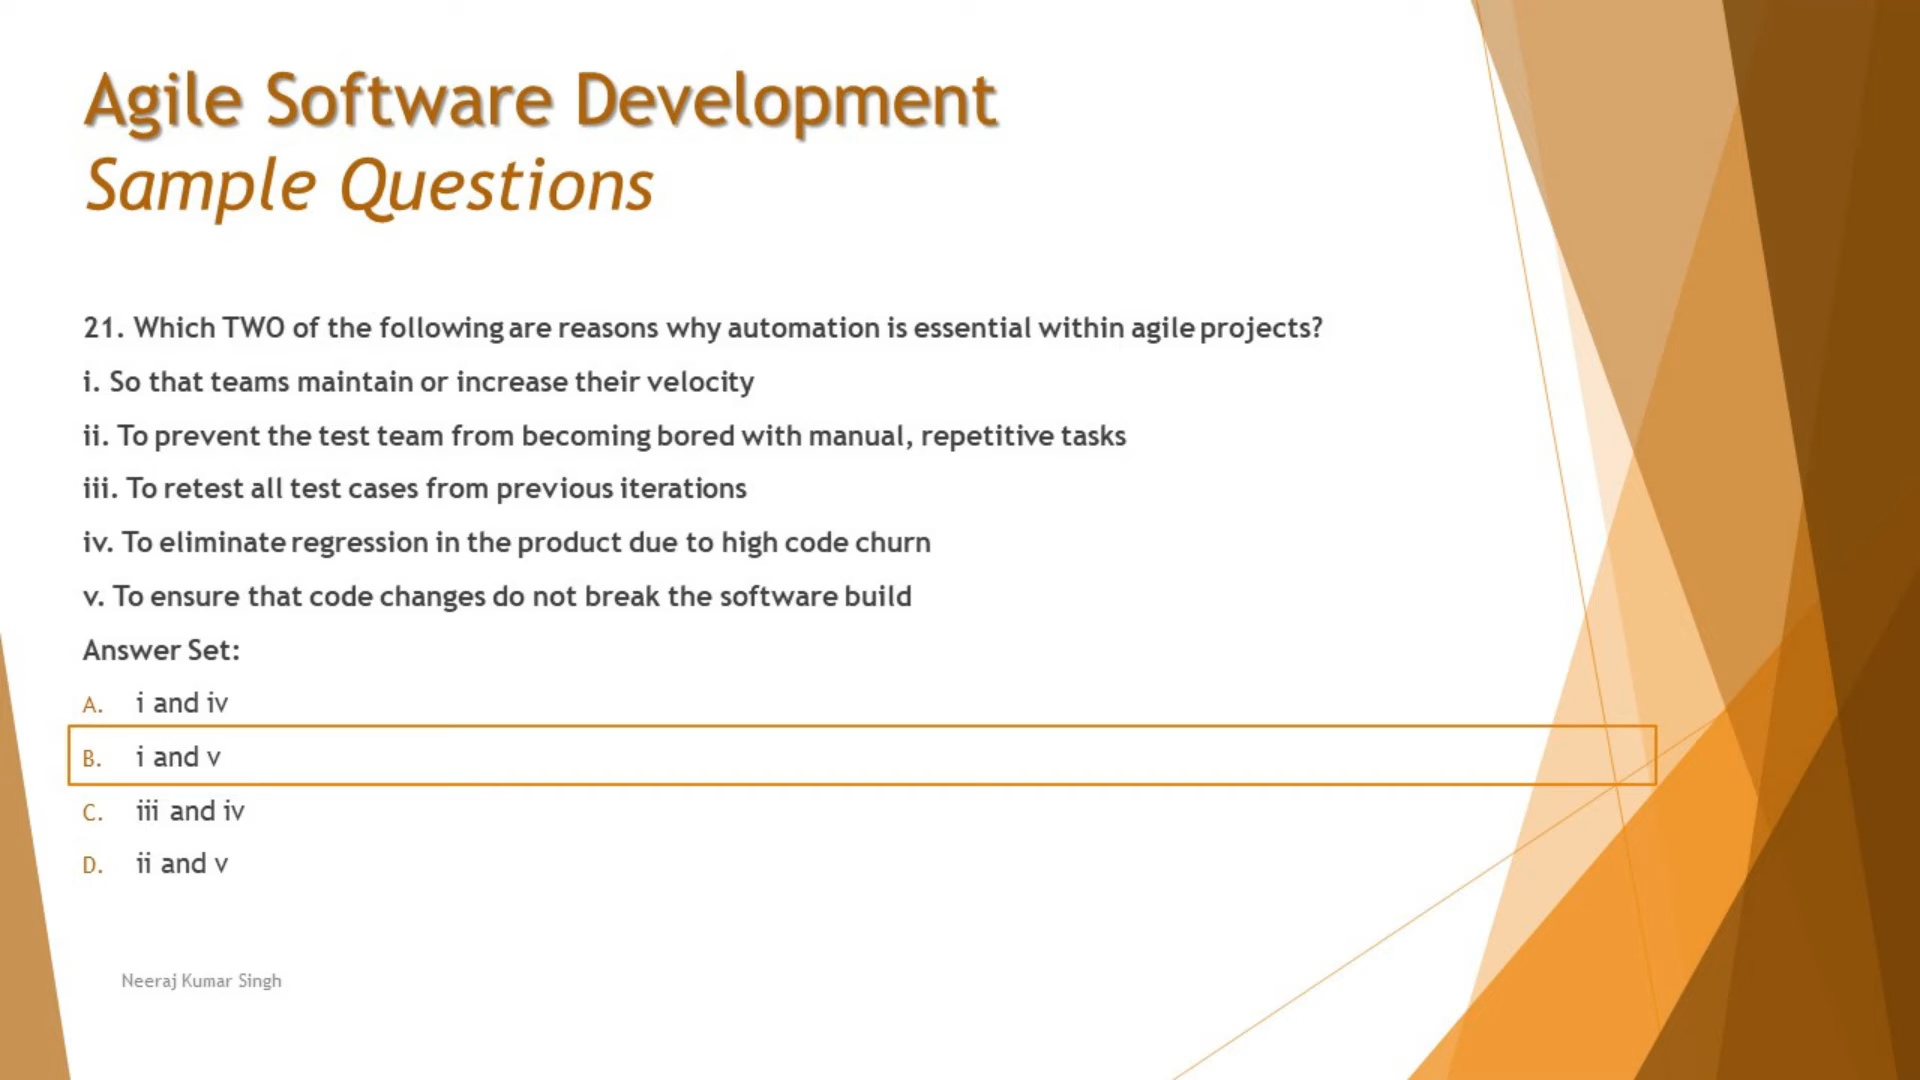 Agile Software Development
Sample Questions
21. Which TWO of the following are reasons why automation is essential within agile projects?
i. So that teams maintain or increase their velocity
ii. To prevent the test team from becoming bored with manual, repetitive tasks
iii. To retest all test cases from previous iterations
iv. To eliminate regression in the product due to high code churn
v. To ensure that code changes do not break the software build
Answer Set:
A. i and iv
B. i and v
C. iii and iv
D. ii and v
Neeraj Kumar Singh